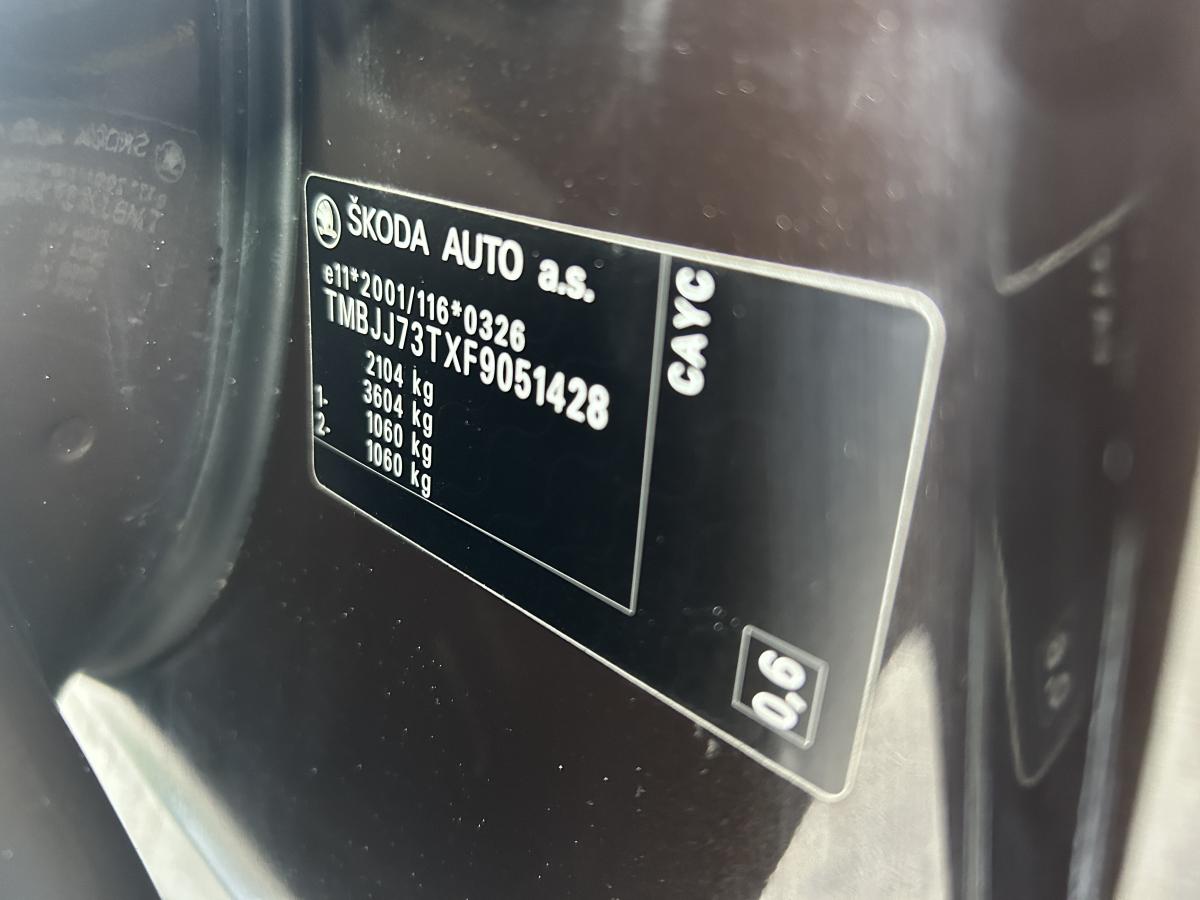 ŠKODA AUTO a.s.
e11*2001/116*0326
TMBJJ73TXF9051428
2104 kg
3604 kg
1- 1060 kg
2- 1060 kg
CAYC
0,6